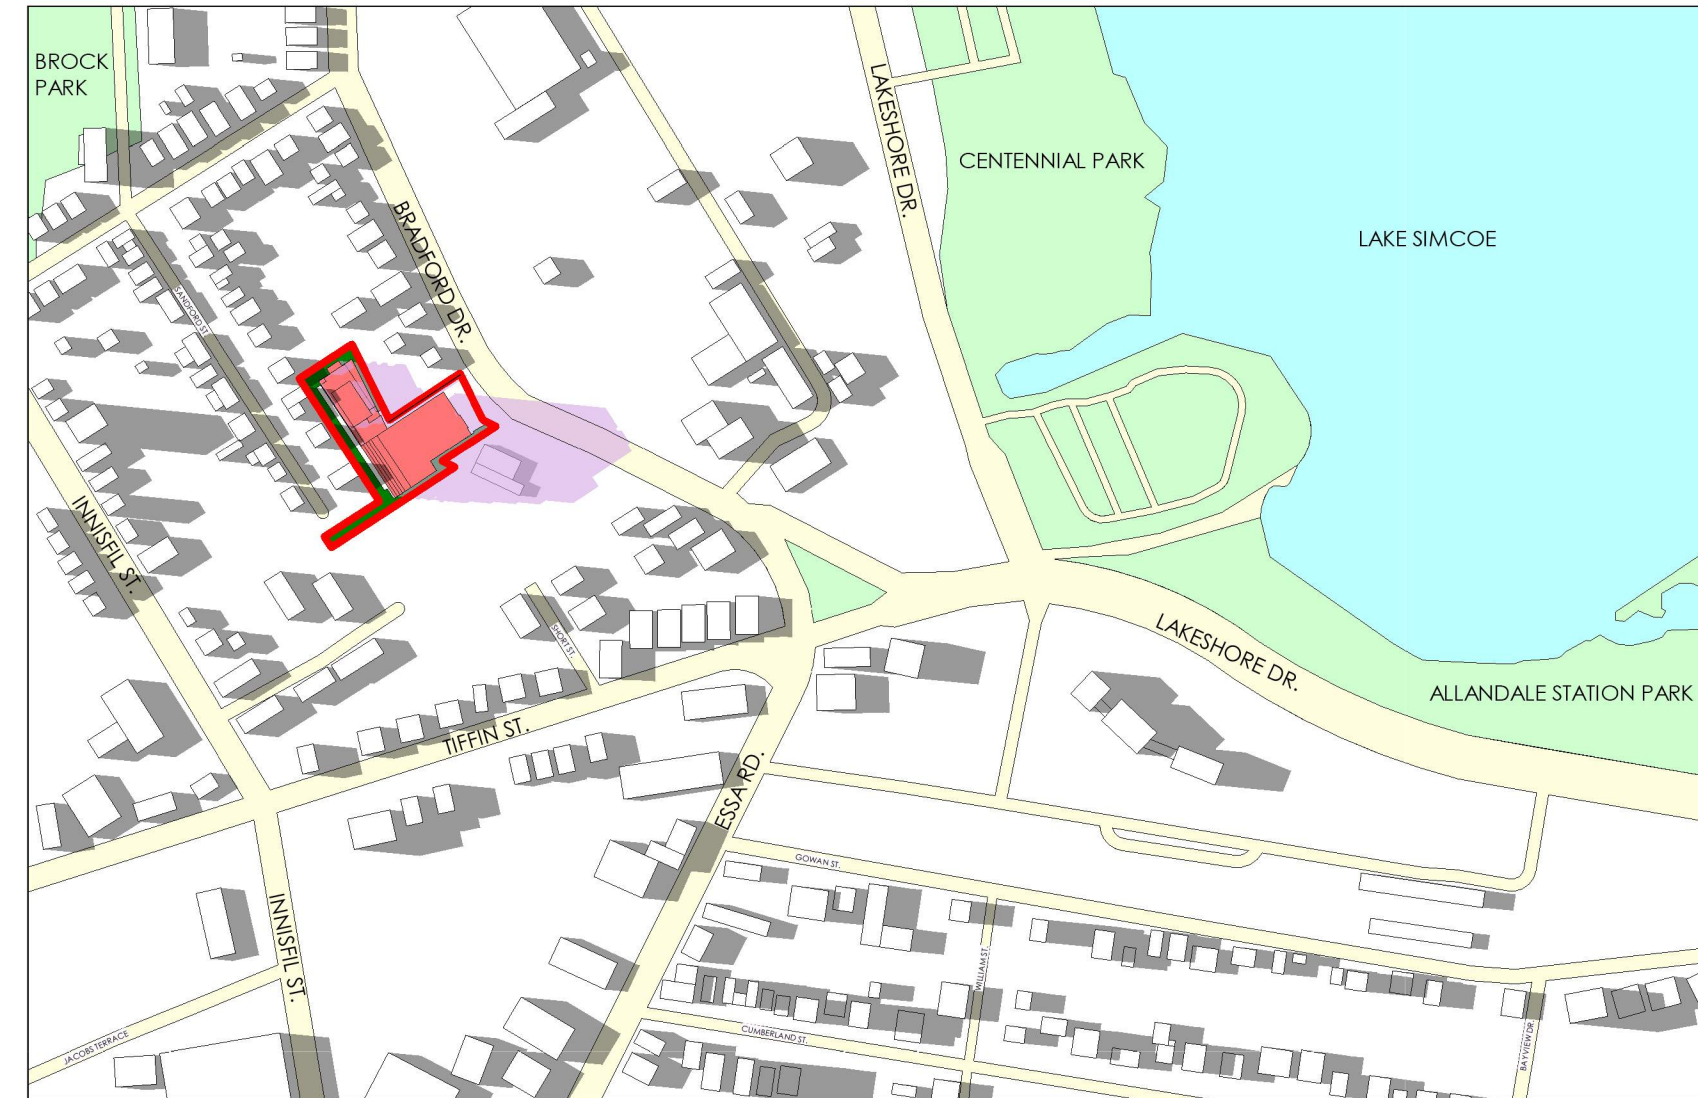 BROCK
PARK
LAKESHORE DR.
CENTENNIAL PARK
LAKE SIMCOE
BRADFORD DR.
SANDFORD ST.
INNISFIL ST.
SHORT ST.
LAKESHORE DR.
ALLANDALE STATION PARK
TIFFIN ST.
ESSA RD.
GOWAN ST.
INNISFIL ST.
WILLIAM ST.
JACOBS TERRACE
CUMBERLAND ST.
BAYVIEW DR.